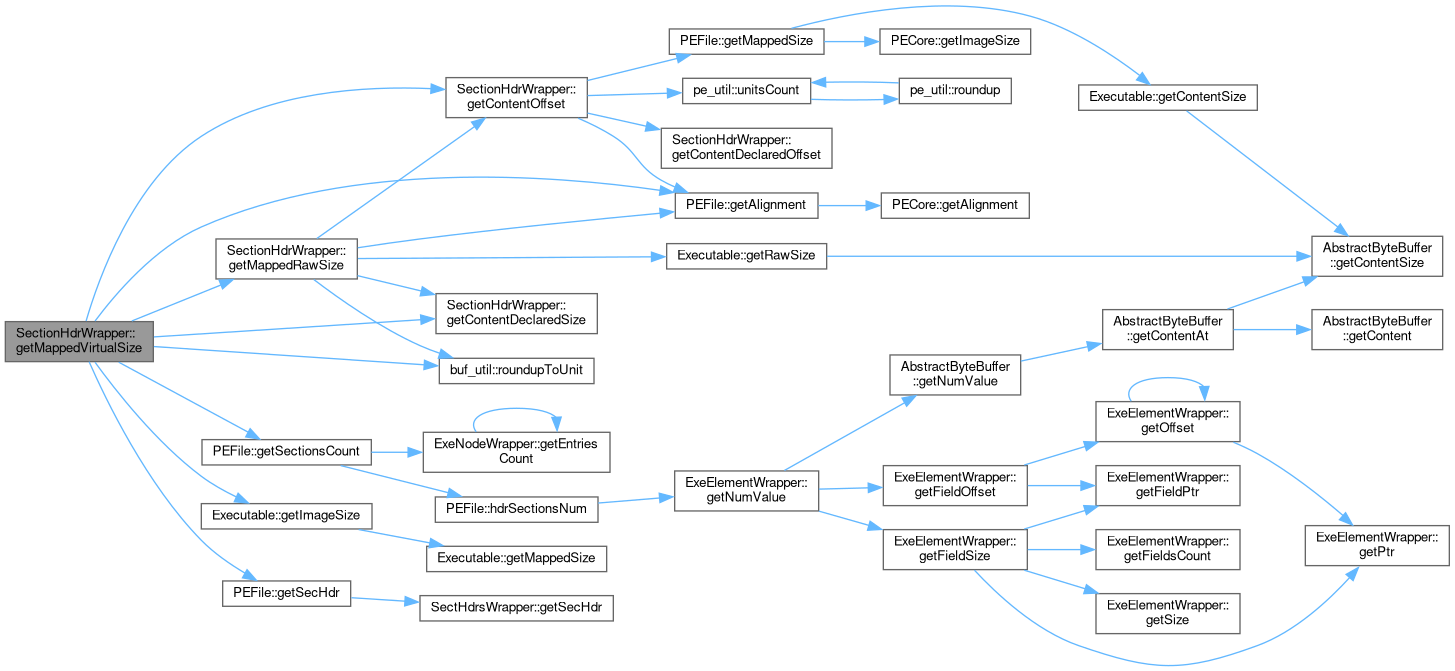 SectionHdrWrapper::
getMappedVirtualSize
SectionHdrWrapper::
getContentOffset
PEFile::getMappedSize
PECore::getImageSize
Executable::getContentSize
pe_util::unitsCount
pe_util::roundup
SectionHdrWrapper::
getContentDeclaredOffset
PEFile::getAlignment
PECore::getAlignment
SectionHdrWrapper::
getMappedRawSize
Executable::getRawSize
AbstractByteBuffer
::getContentSize
SectionHdrWrapper::
getContentDeclaredSize
buf_util::roundupToUnit
AbstractByteBuffer
::getContentAt
AbstractByteBuffer
::getContent
AbstractByteBuffer
::getNumValue
PEFile::getSectionsCount
ExeNodeWrapper::getEntries
Count
PEFile::hdrSectionsNum
ExeElementWrapper::
getNumValue
ExeElementWrapper::
getFieldOffset
ExeElementWrapper::
getOffset
ExeElementWrapper::
getFieldPtr
ExeElementWrapper::
getFieldSize
ExeElementWrapper::
getFieldsCount
ExeElementWrapper::
getSize
ExeElementWrapper::
getPtr
Executable::getImageSize
Executable::getMappedSize
PEFile::getSecHdr
SectHdrsWrapper::getSecHdr